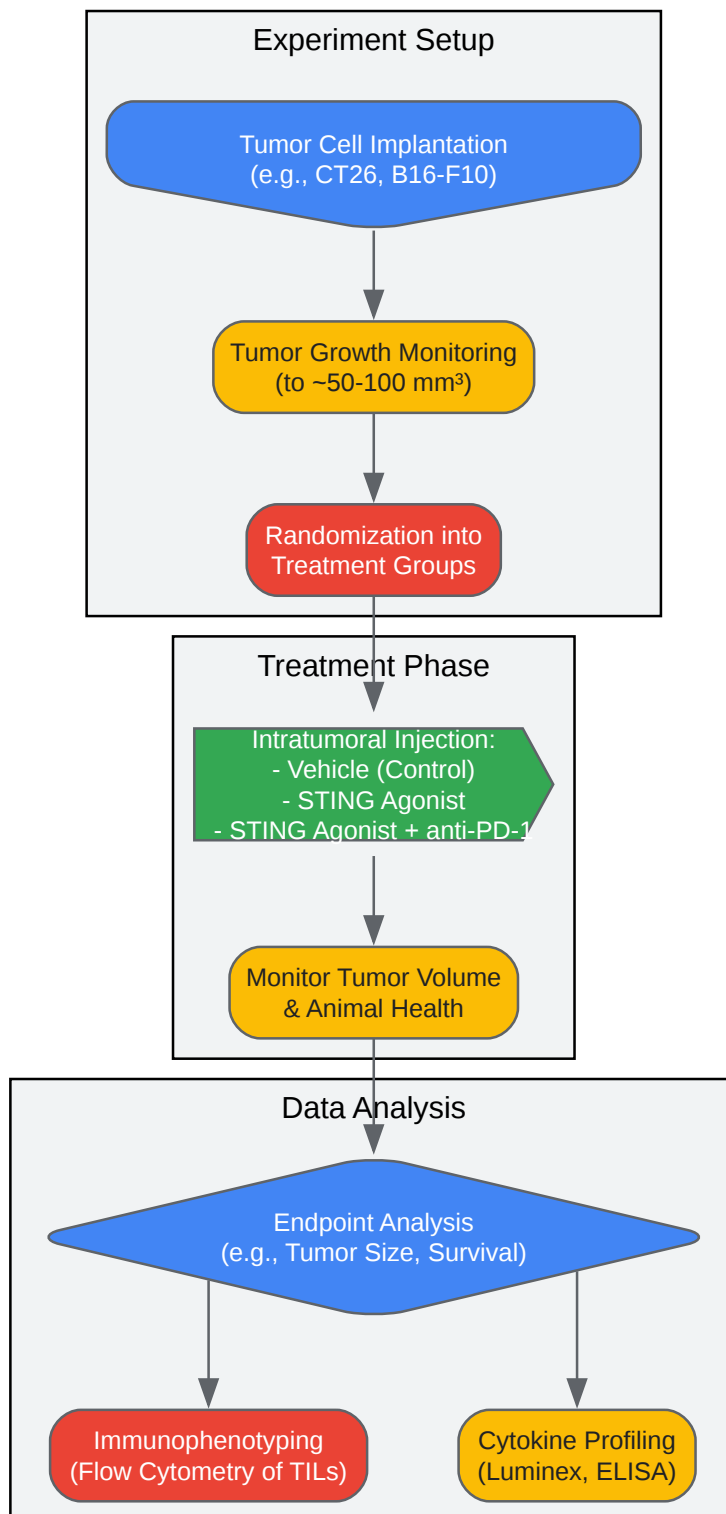 Experiment Setup
Tumor Cell Implantation
(e.g., CT26, B16-F10)
Tumor Growth Monitoring
(to ~50-100 mm³)
Randomization into
Treatment Groups
Treatment Phase
Intratumoral Injection:
- Vehicle (Control)
- STING Agonist
- STING Agonist + anti-PD-1
Monitor Tumor Volume
& Animal Health
Data Analysis
Endpoint Analysis
(e.g., Tumor Size, Survival)
Immunophenotyping
(Flow Cytometry of TILs)
Cytokine Profiling
(Luminex, ELISA)